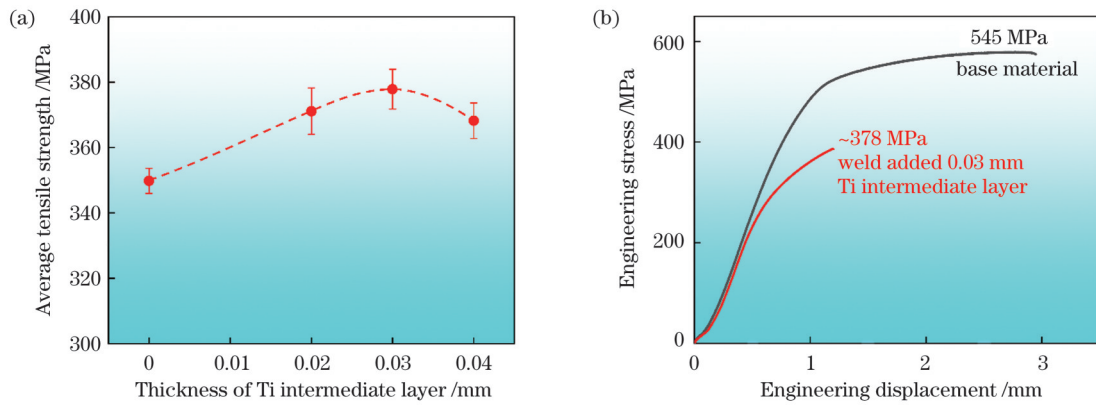 (a)
400
380
360
340
320
300
Average tensile strength /MPa
0
0.01
0.02
0.03
0.04
Thickness of Ti intermediate layer /mm
(b)
600
400
200
0
Engineering stress /MPa
545 MPa
base material
~378 MPa
weld added 0.03 mm
Ti intermediate layer
0
1
2
3
Engineering displacement /mm